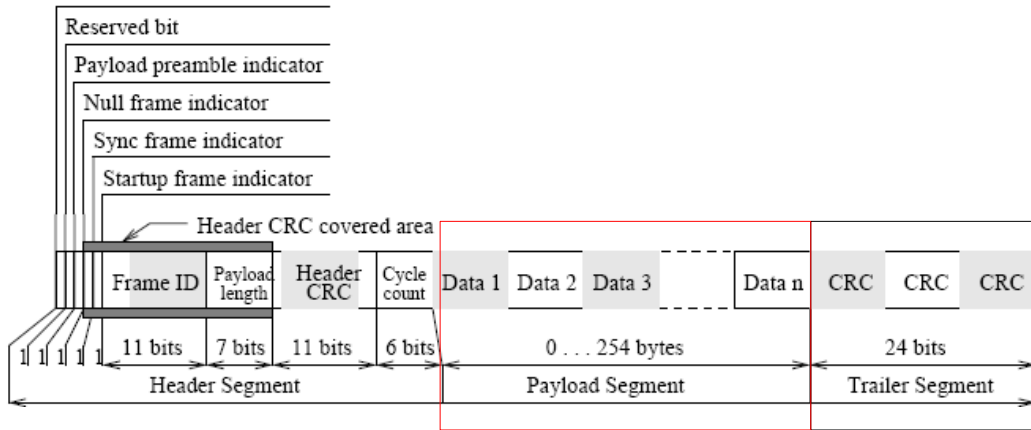 Reserved bit
Payload preamble indicator
Null frame indicator
Sync frame indicator
Startup frame indicator
Header CRC covered area
Frame ID
Payload
length
Header
CRC
Cycle
count
Data 1
Data 2
Data 3
Data n
CRC
CRC
CRC
1 1 1 1 1
11 bits
7 bits
11 bits
6 bits
0 . . . 254 bytes
24 bits
Header Segment
Payload Segment
Trailer Segment